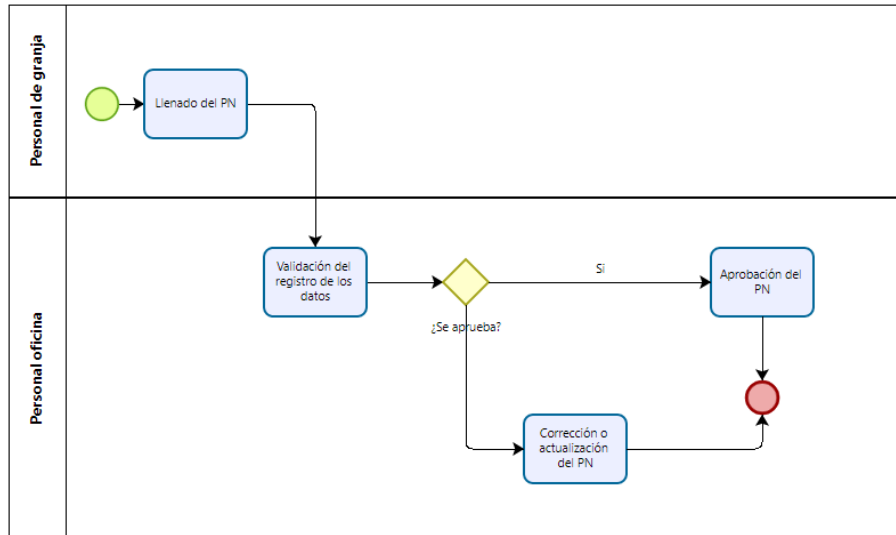 Personal de granja
Llenado del PN
Personal oficina
Validación del
registro de los
datos
¿Se aprueba?
Si
Aprobación del
PN
Corrección o
actualización
del PN